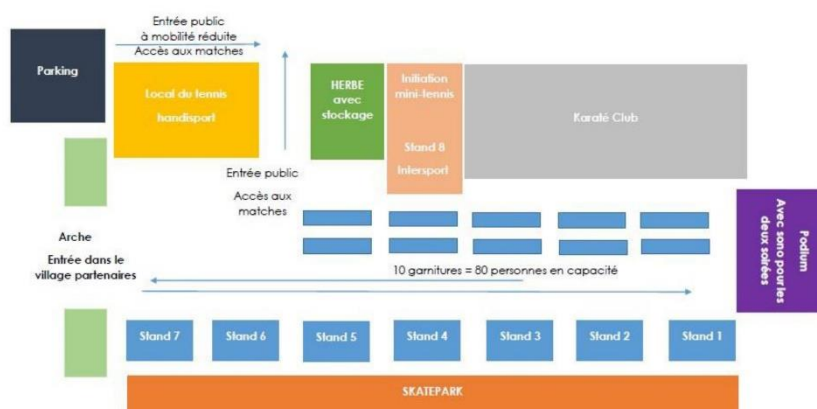 Entrée public
à mobilité réduite
Accès aux matches
Parking
Local du tennis
handisport
HERBE
avec
stockage
Initiation
mini-tennis
Stand 8
Intersport
Karaté Club
Entrée public
Accès aux
matches
Arche
Entrée dans le
village partenaires
10 garnitures = 80 personnes en capacité
Podium
Avec sono pour les
deux soirées
Stand 7
Stand 6
Stand 5
Stand 4
Stand 3
Stand 2
Stand 1
SKATEPARK